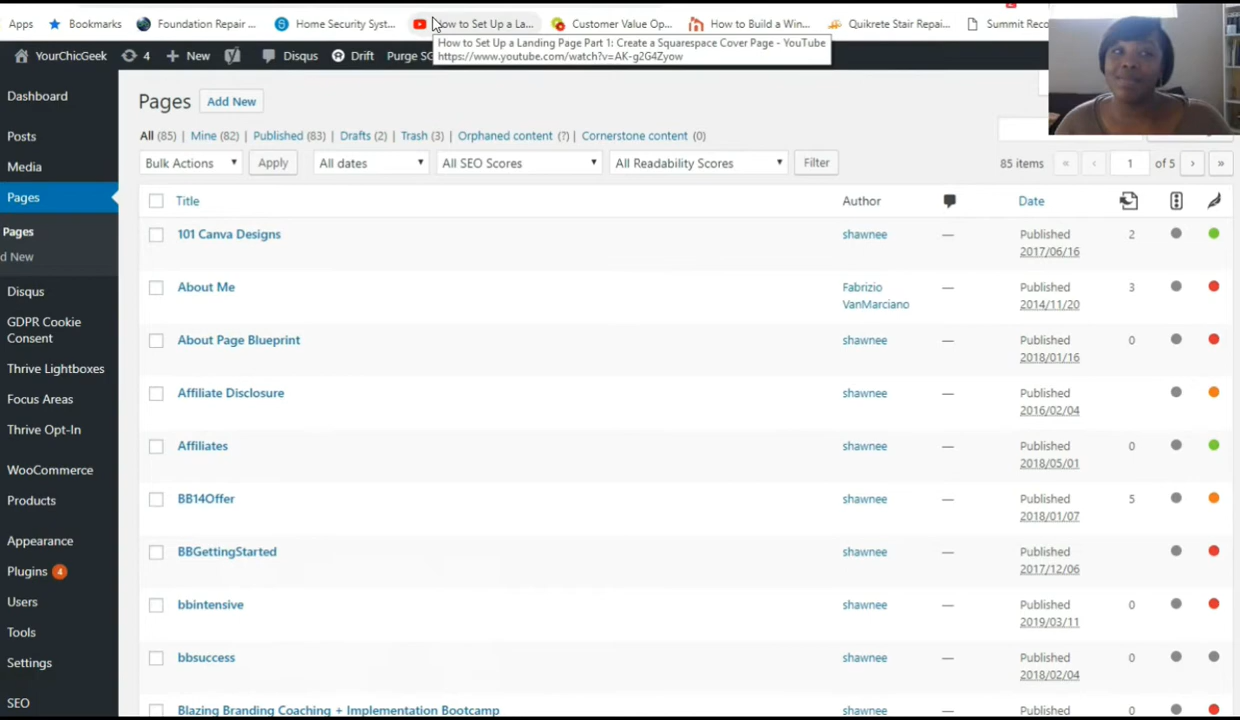 Apps Bookmarks Foundation Repair ... Home Security Syst... How to Set Up a La... Customer Value Op... How to Build a Win... Quikrete Stair Repai... Summit Reco
How to Set Up a Landing Page Part 1: Create a Squarespace Cover Page - YouTube
https://www.youtube.com/watch?v=AK-g2G4Zyow
YourChicGeek 4 New Disqus Drift Purge SG
Dashboard
Posts
Media
Pages
Pages
d New
Disqus
GDPR Cookie
Consent
Thrive Lightboxes
Focus Areas
Thrive Opt-In
WooCommerce
Products
Appearance
Plugins 4
Users
Tools
Settings
SEO
Pages Add New
All (85) | Mine (82) | Published (83) | Drafts (2) | Trash (3) | Orphaned content (?) | Cornerstone content (0)
Bulk Actions Apply All dates All SEO Scores All Readability Scores Filter 85 items « ‹ 1 of 5 › »
Title Author Date
101 Canva Designs shawnee — Published 2
2017/06/16
About Me Fabrizio — Published 3
VanMarciano 2014/11/20
About Page Blueprint shawnee — Published 0
2018/01/16
Affiliate Disclosure shawnee — Published
2016/02/04
Affiliates shawnee — Published 0
2018/05/01
BB14Offer shawnee — Published 5
2018/01/07
BBGettingStarted shawnee — Published
2017/12/06
bbintensive shawnee — Published 0
2019/03/11
bbsuccess shawnee — Published 0
2018/02/04
Blazing Branding Coaching + Implementation Bootcamp shawnee — Published 0